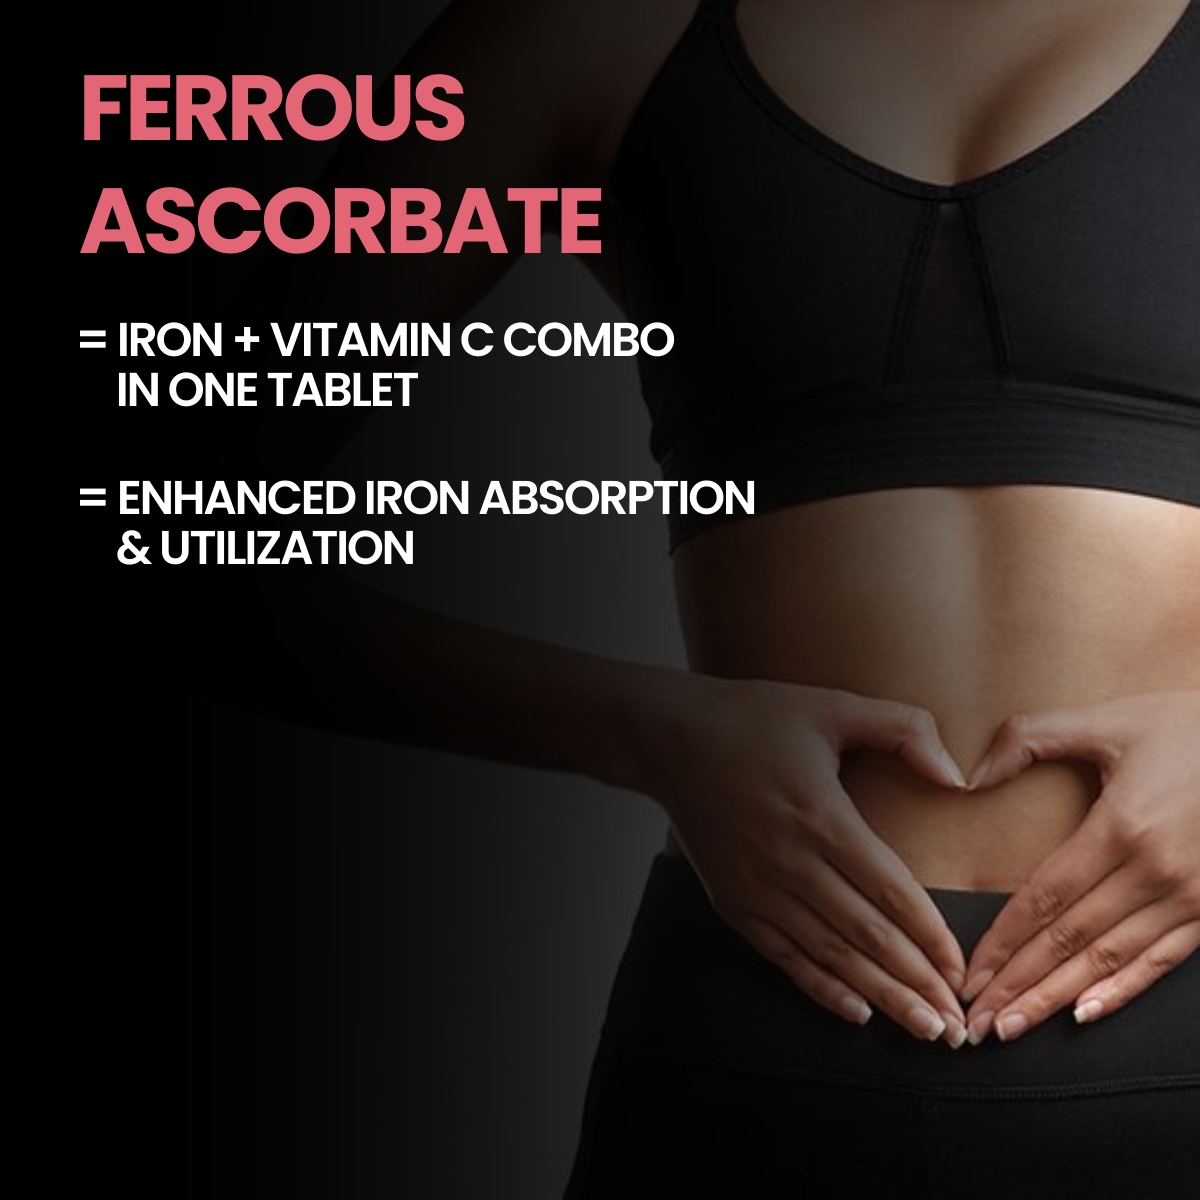 FERROUS
ASCORBATE
= IRON + VITAMIN C COMBO
IN ONE TABLET
= ENHANCED IRON ABSORPTION
& UTILIZATION